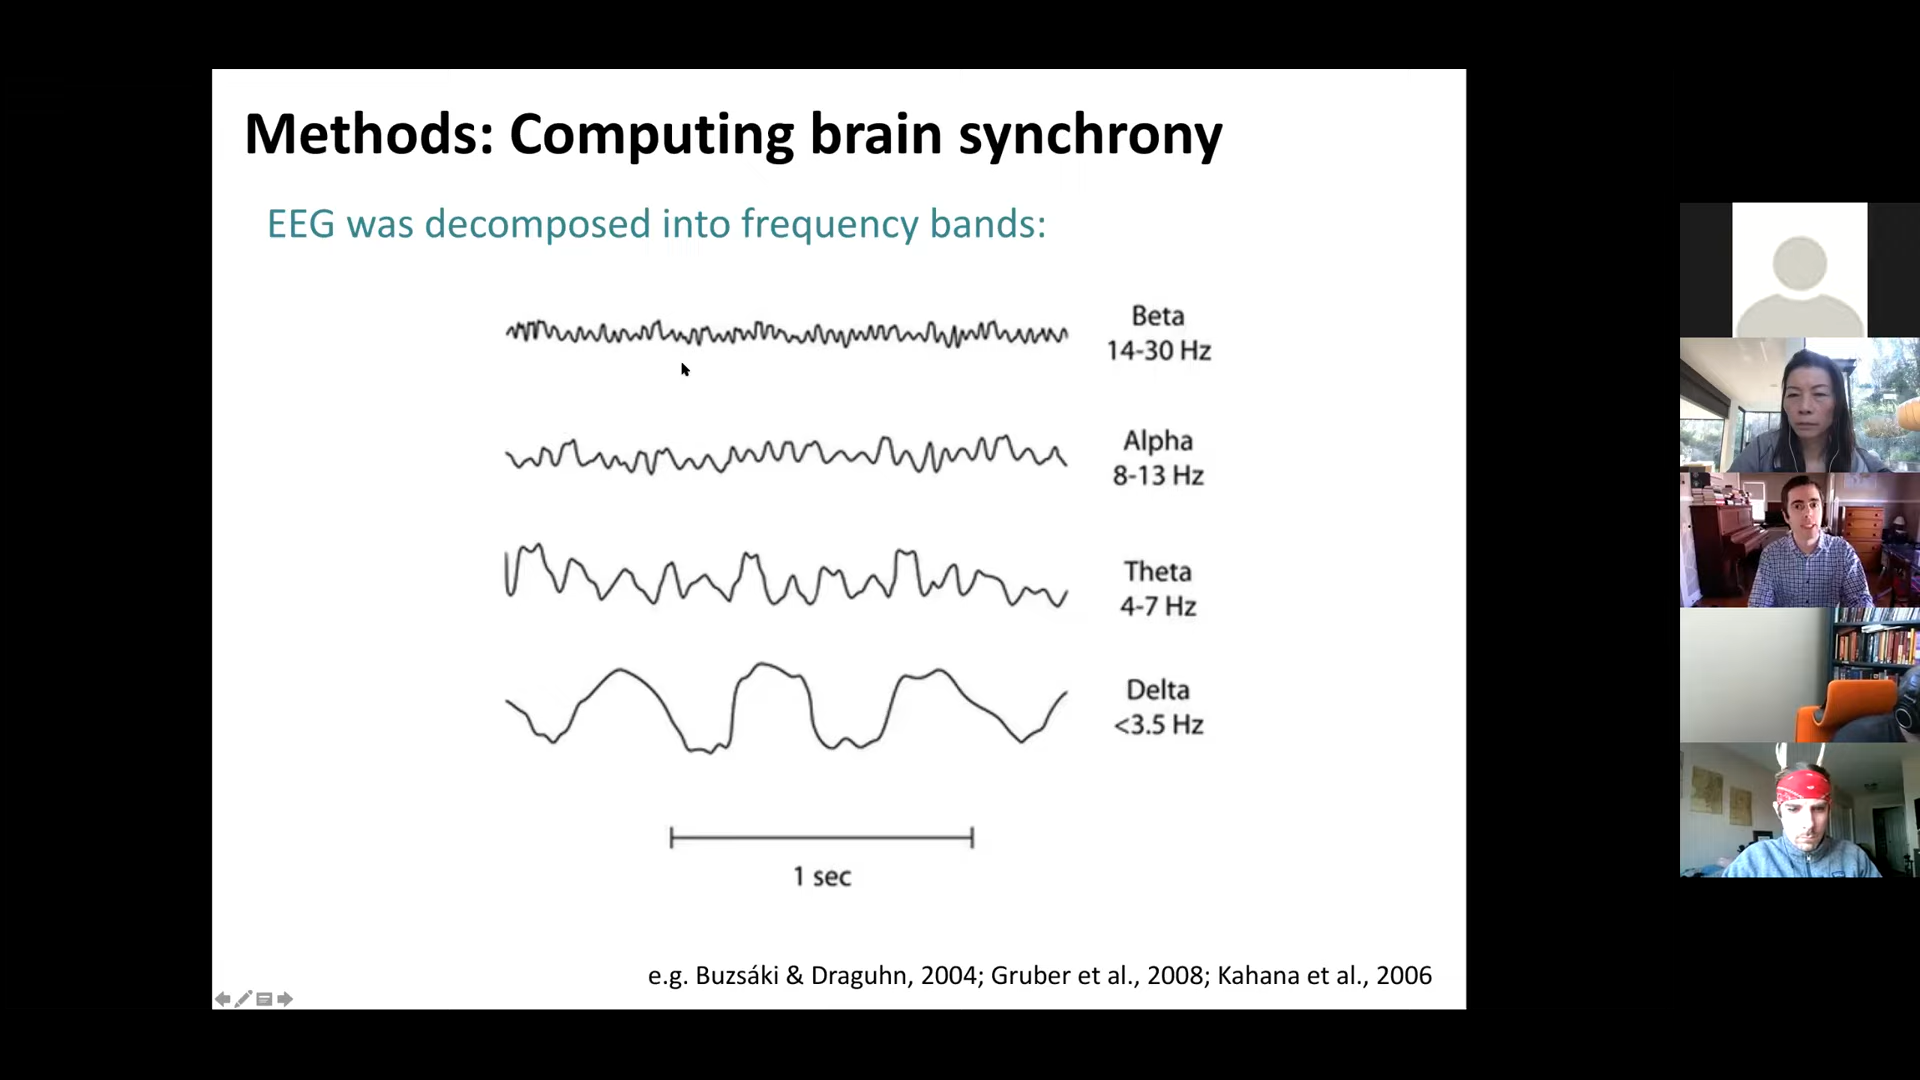 Methods: Computing brain synchrony
EEG was decomposed into frequency bands:
Beta
14-30 Hz
Alpha
8-13 Hz
Theta
4-7 Hz
Delta
<3.5 Hz
1 sec
e.g. Buzsáki & Draguhn, 2004; Gruber et al., 2008; Kahana et al., 2006